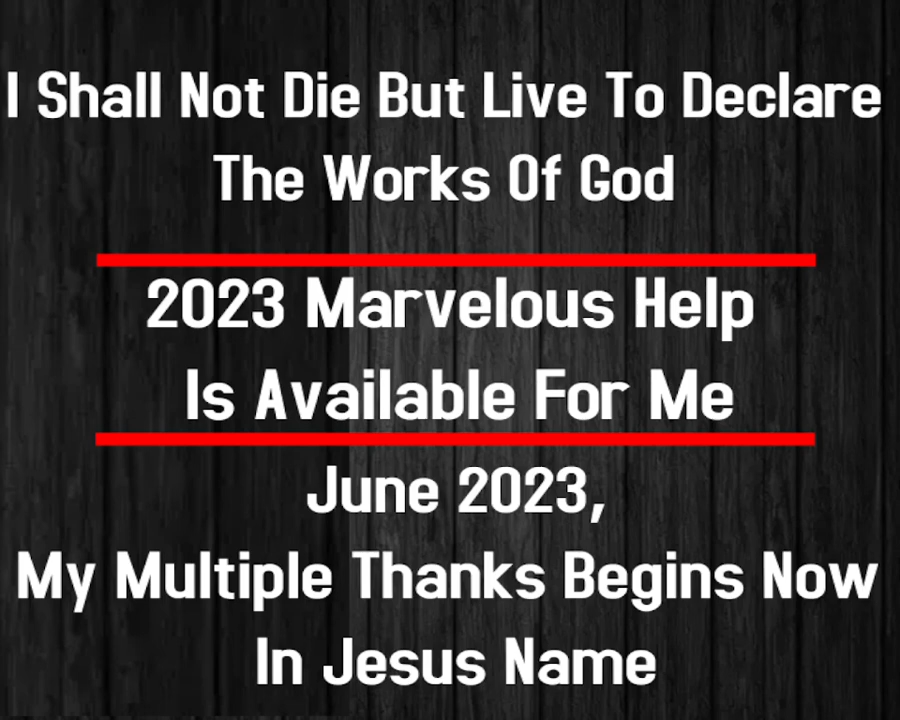 I Shall Not Die But Live To Declare
The Works Of God
2023 Marvelous Help
Is Available For Me
June 2023,
My Multiple Thanks Begins Now
In Jesus Name